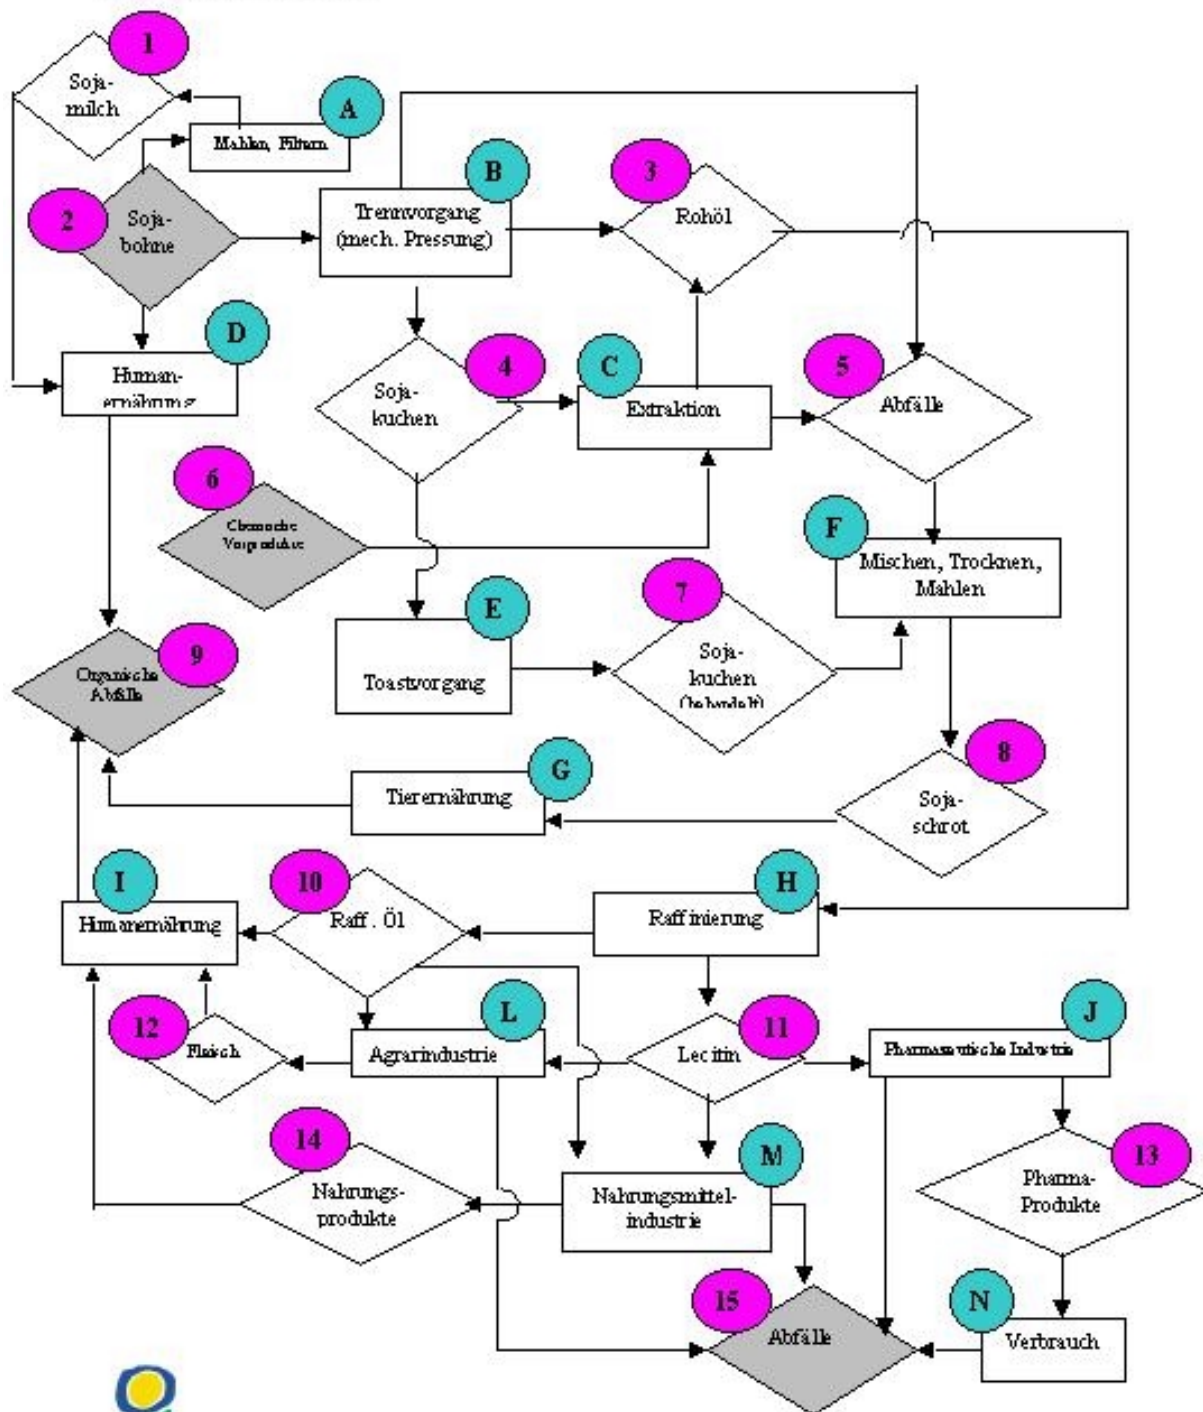 1
Soja-
milch
A
Mahlen, Filtern
2
Soja-
bohne
B
Trennvorgang
(mech. Pressung)
3
Rohöl
D
Human-
ernährung
4
Soja-
kuchen
C
Extraktion
5
Abfälle
6
Chemische
Vorprodukte
F
Mischen, Trocknen,
Mahlen
E
Toastvorgang
7
Soja-
kuchen
(behandelt)
9
Organische
Abfälle
8
Soja-
schrot
G
Tierernährung
I
Humanernährung
10
Raff. Öl
H
Raffinierung
12
Fleisch
L
Agrarindustrie
11
Lecitin
J
Pharmazeutische Industrie
14
Nahrungs-
produkte
M
Nahrungsmittel-
industrie
13
Pharma-
Produkte
15
Abfälle
N
Verbrauch